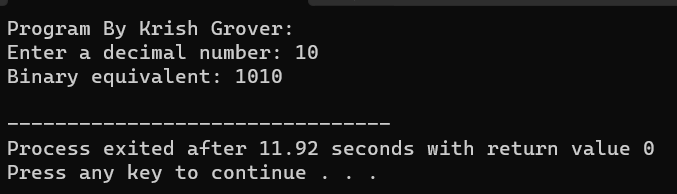 Program By Krish Grover:
Enter a decimal number: 10
Binary equivalent: 1010

--------------------------------
Process exited after 11.92 seconds with return value 0
Press any key to continue . . .